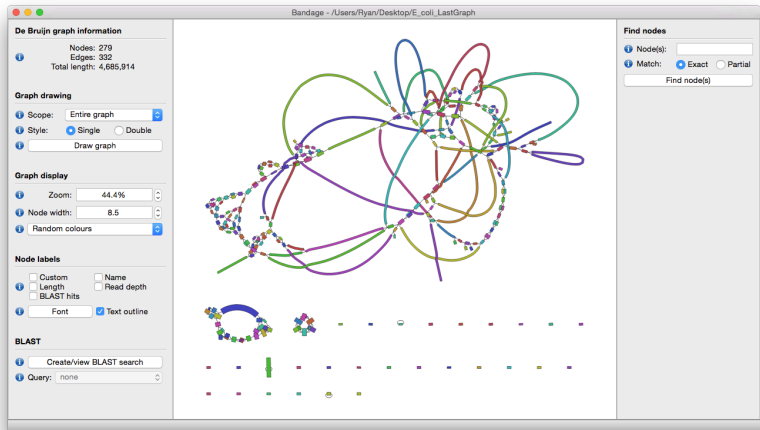 Bandage - /Users/Ryan/Desktop/E_coli_LastGraph
De Bruijn graph information
Nodes: 279
Edges: 332
Total length: 4,685,914
Graph drawing
Scope: Entire graph
Style: Single Double
Draw graph
Graph display
Zoom: 44.4%
Node width: 8.5
Random colours
Node labels
Custom Name
Length Read depth
BLAST hits
Font Text outline
BLAST
Create/view BLAST search
Query: none
Find nodes
Node(s):
Match: Exact Partial
Find node(s)